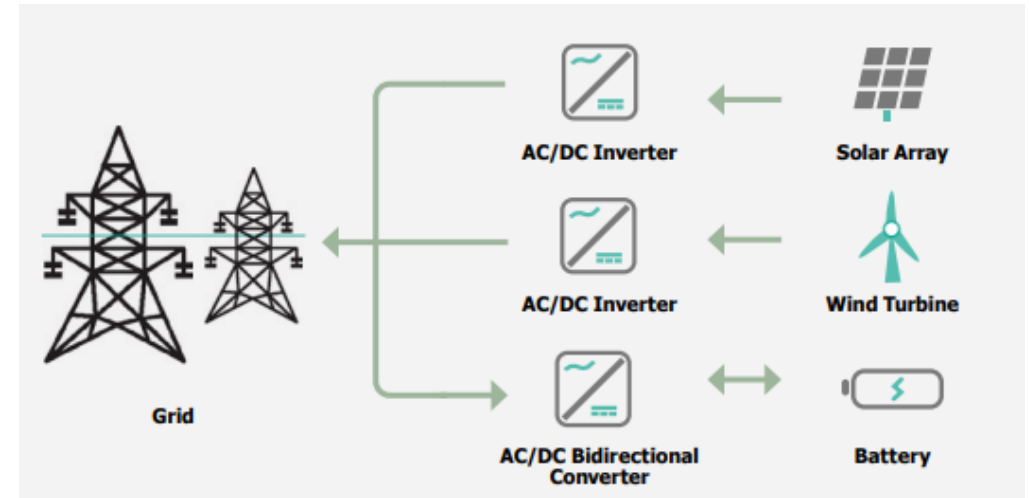 AC/DC Inverter
Solar Array
AC/DC Inverter
Wind Turbine
Grid
AC/DC Bidirectional
Converter
Battery